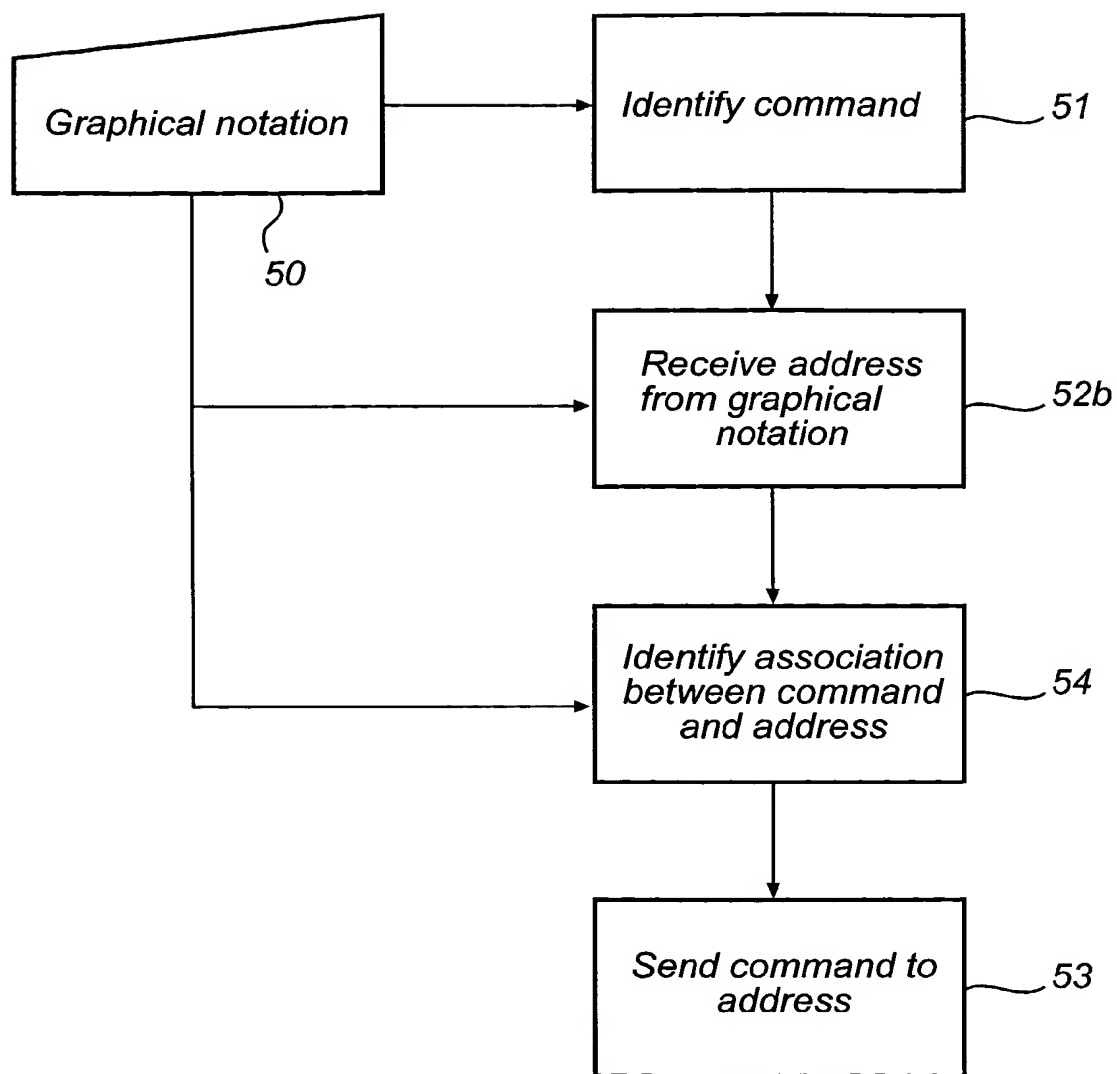 Graphical notation
50
Identify command
51
Receive address
from graphical
notation
52b
Identify association
between command
and address
54
Send command to
address
53